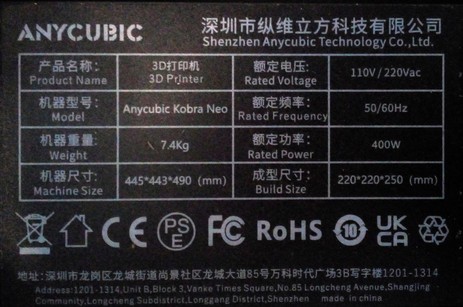 ANYCUBIC
深圳市纵维立方科技有限公司
Shenzhen Anycubic Technology Co.,Ltd.
产品名称:
Product Name
3D打印机
3D Printer
额定电压:
Rated Voltage
110V / 220Vac
机器型号:
Model
Anycubic Kobra Neo
额定频率:
Rated Frequency
50/60Hz
机器重量:
Weight
7.4Kg
额定功率:
Rated Power
400W
机器尺寸:
Machine Size
445*443*490 (mm)
成型尺寸:
Build Size
220*220*250 (mm)
CE PSE FC RoHS 10 UKCA
地址:深圳市龙岗区龙城街道尚景社区龙城大道85号万科时代广场3B写字楼1201-1314
Address:1201-1314,Unit B,Block 3,Vanke Times Square,No.85 Longcheng Avenue,Shangjing
Community,Longcheng Subdistrict,Longgang District,Shenzhen made in china